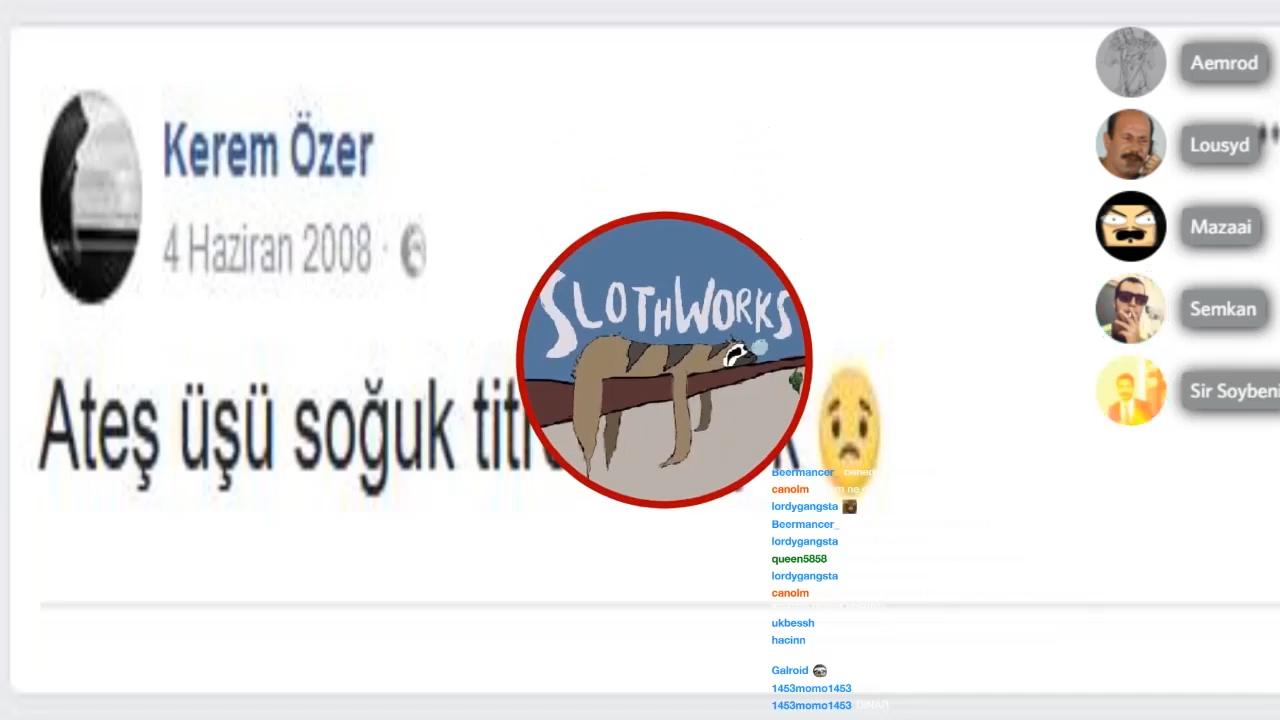 Kerem Özer
4 Haziran 2008
Ateş üşü soğuk
SLOTHWORKS
Aemrod
Lousyd
Mazaai
Semkan
Sir Soyben
Beermancer_
canolm
lordygangsta
Beermancer_
lordygangsta
queen5858
lordygangsta
canolm
ukbessh
hacinn
Galroid
1453momo1453
1453momo1453